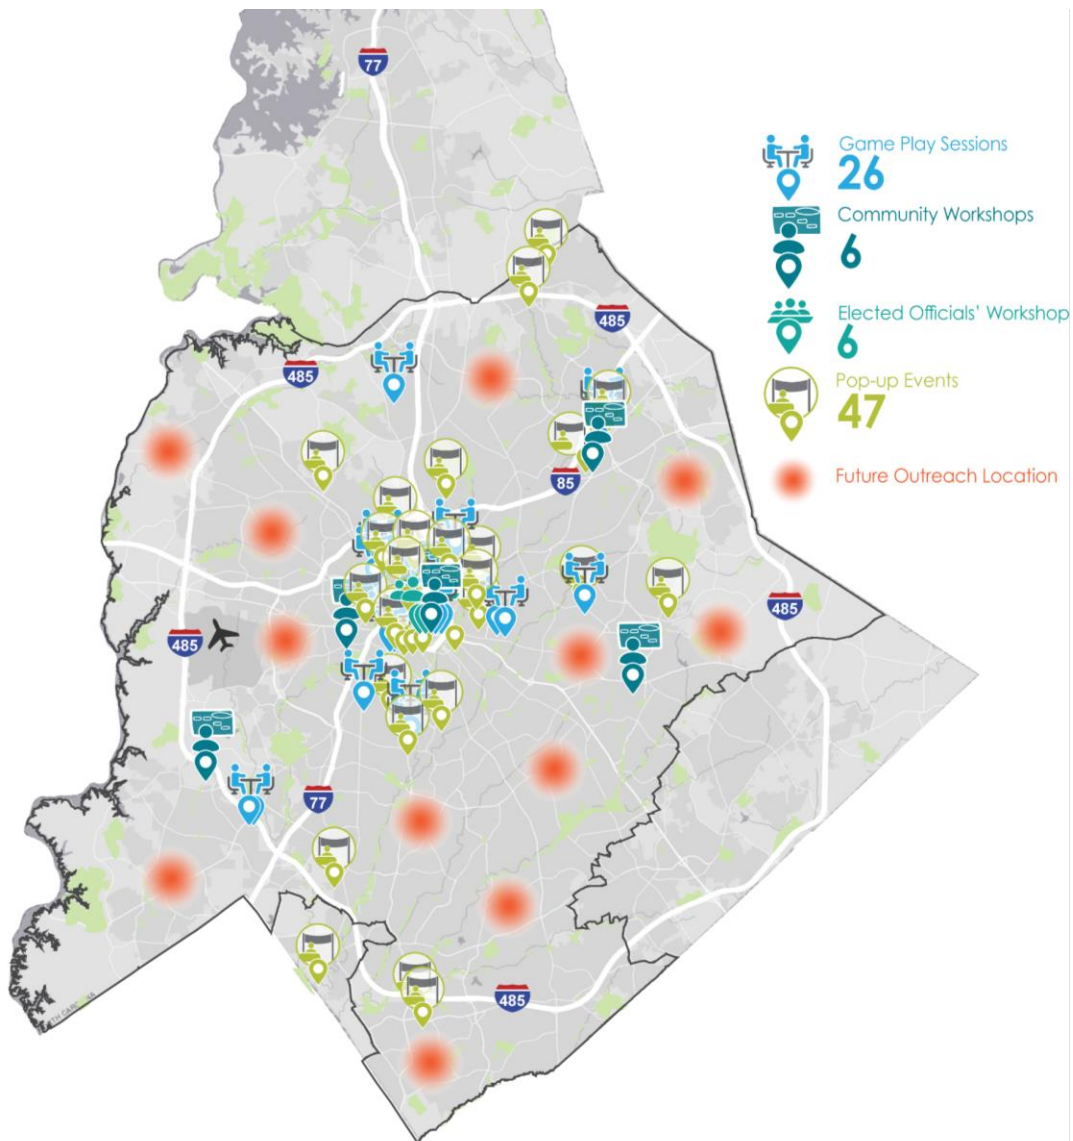 77
Game Play Sessions
26
Community Workshops
6
485
Elected Officials' Workshop
6
485
Pop-up Events
47
85
Future Outreach Location
485
485
77
485